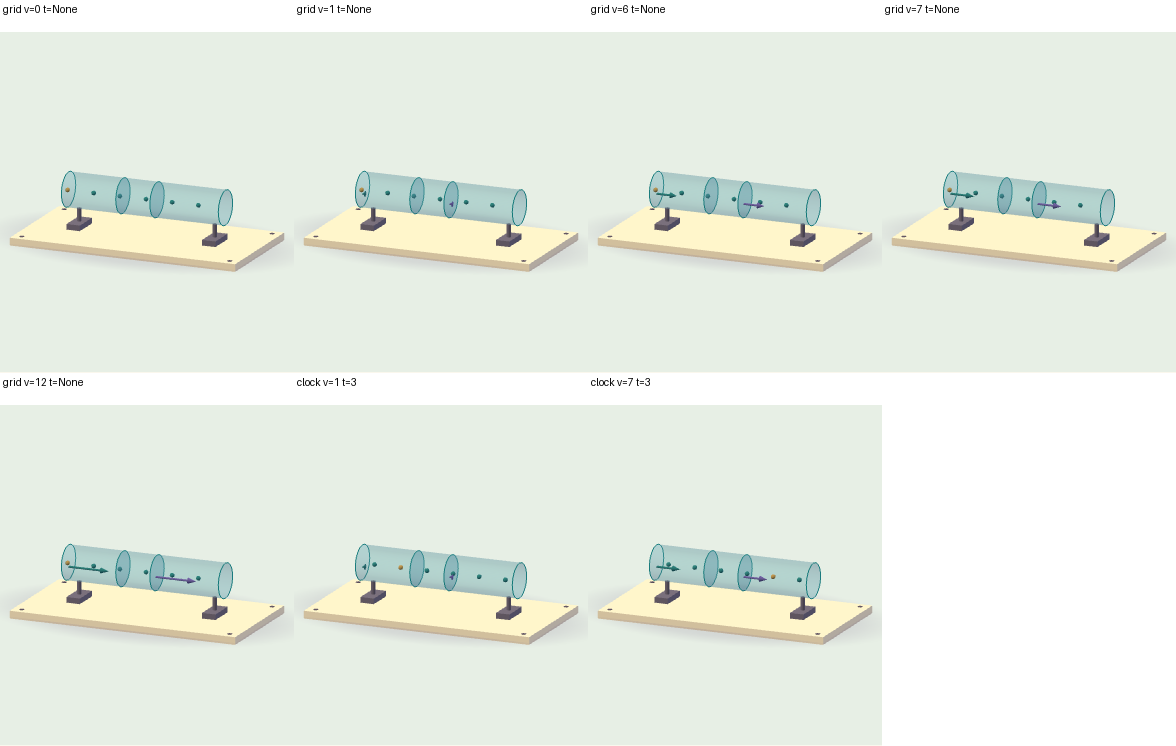 grid v=0 t=None
grid v=1 t=None
grid v=6 t=None
grid v=7 t=None
grid v=12 t=None
clock v=1 t=3
clock v=7 t=3